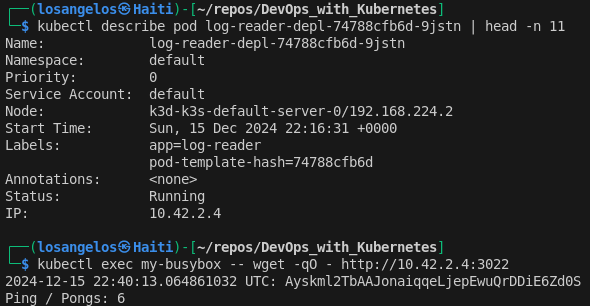 ┌──(losangelos㉿Haiti)-[~/repos/DevOps_with_Kubernetes]
└─$ kubectl describe pod log-reader-depl-74788cfb6d-9jstn | head -n 11
Name:             log-reader-depl-74788cfb6d-9jstn
Namespace:        default
Priority:         0
Service Account:  default
Node:             k3d-k3s-default-server-0/192.168.224.2
Start Time:       Sun, 15 Dec 2024 22:16:31 +0000
Labels:           app=log-reader
                  pod-template-hash=74788cfb6d
Annotations:      <none>
Status:           Running
IP:               10.42.2.4
┌──(losangelos㉿Haiti)-[~/repos/DevOps_with_Kubernetes]
└─$ kubectl exec my-busybox -- wget -qO - http://10.42.2.4:3022
2024-12-15 22:40:13.064861032 UTC: Ayskml2TbAAJonaiqqeLjepEwuQrDDiE6Zd0S
Ping / Pongs: 6